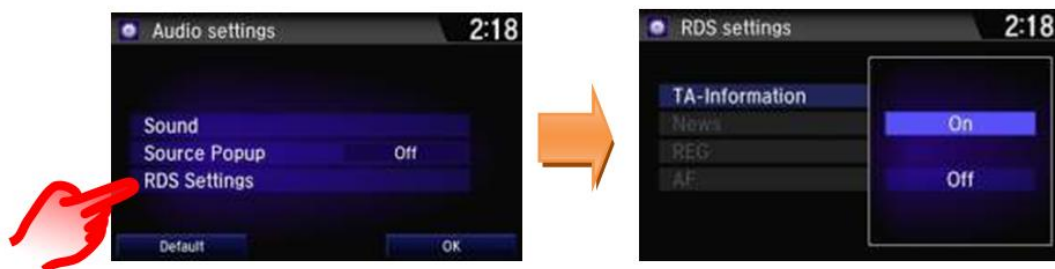 Audio settings 2:18
Sound
Source Popup Off
RDS Settings
Default OK
RDS settings 2:18
TA-Information
News On
REG
AF Off